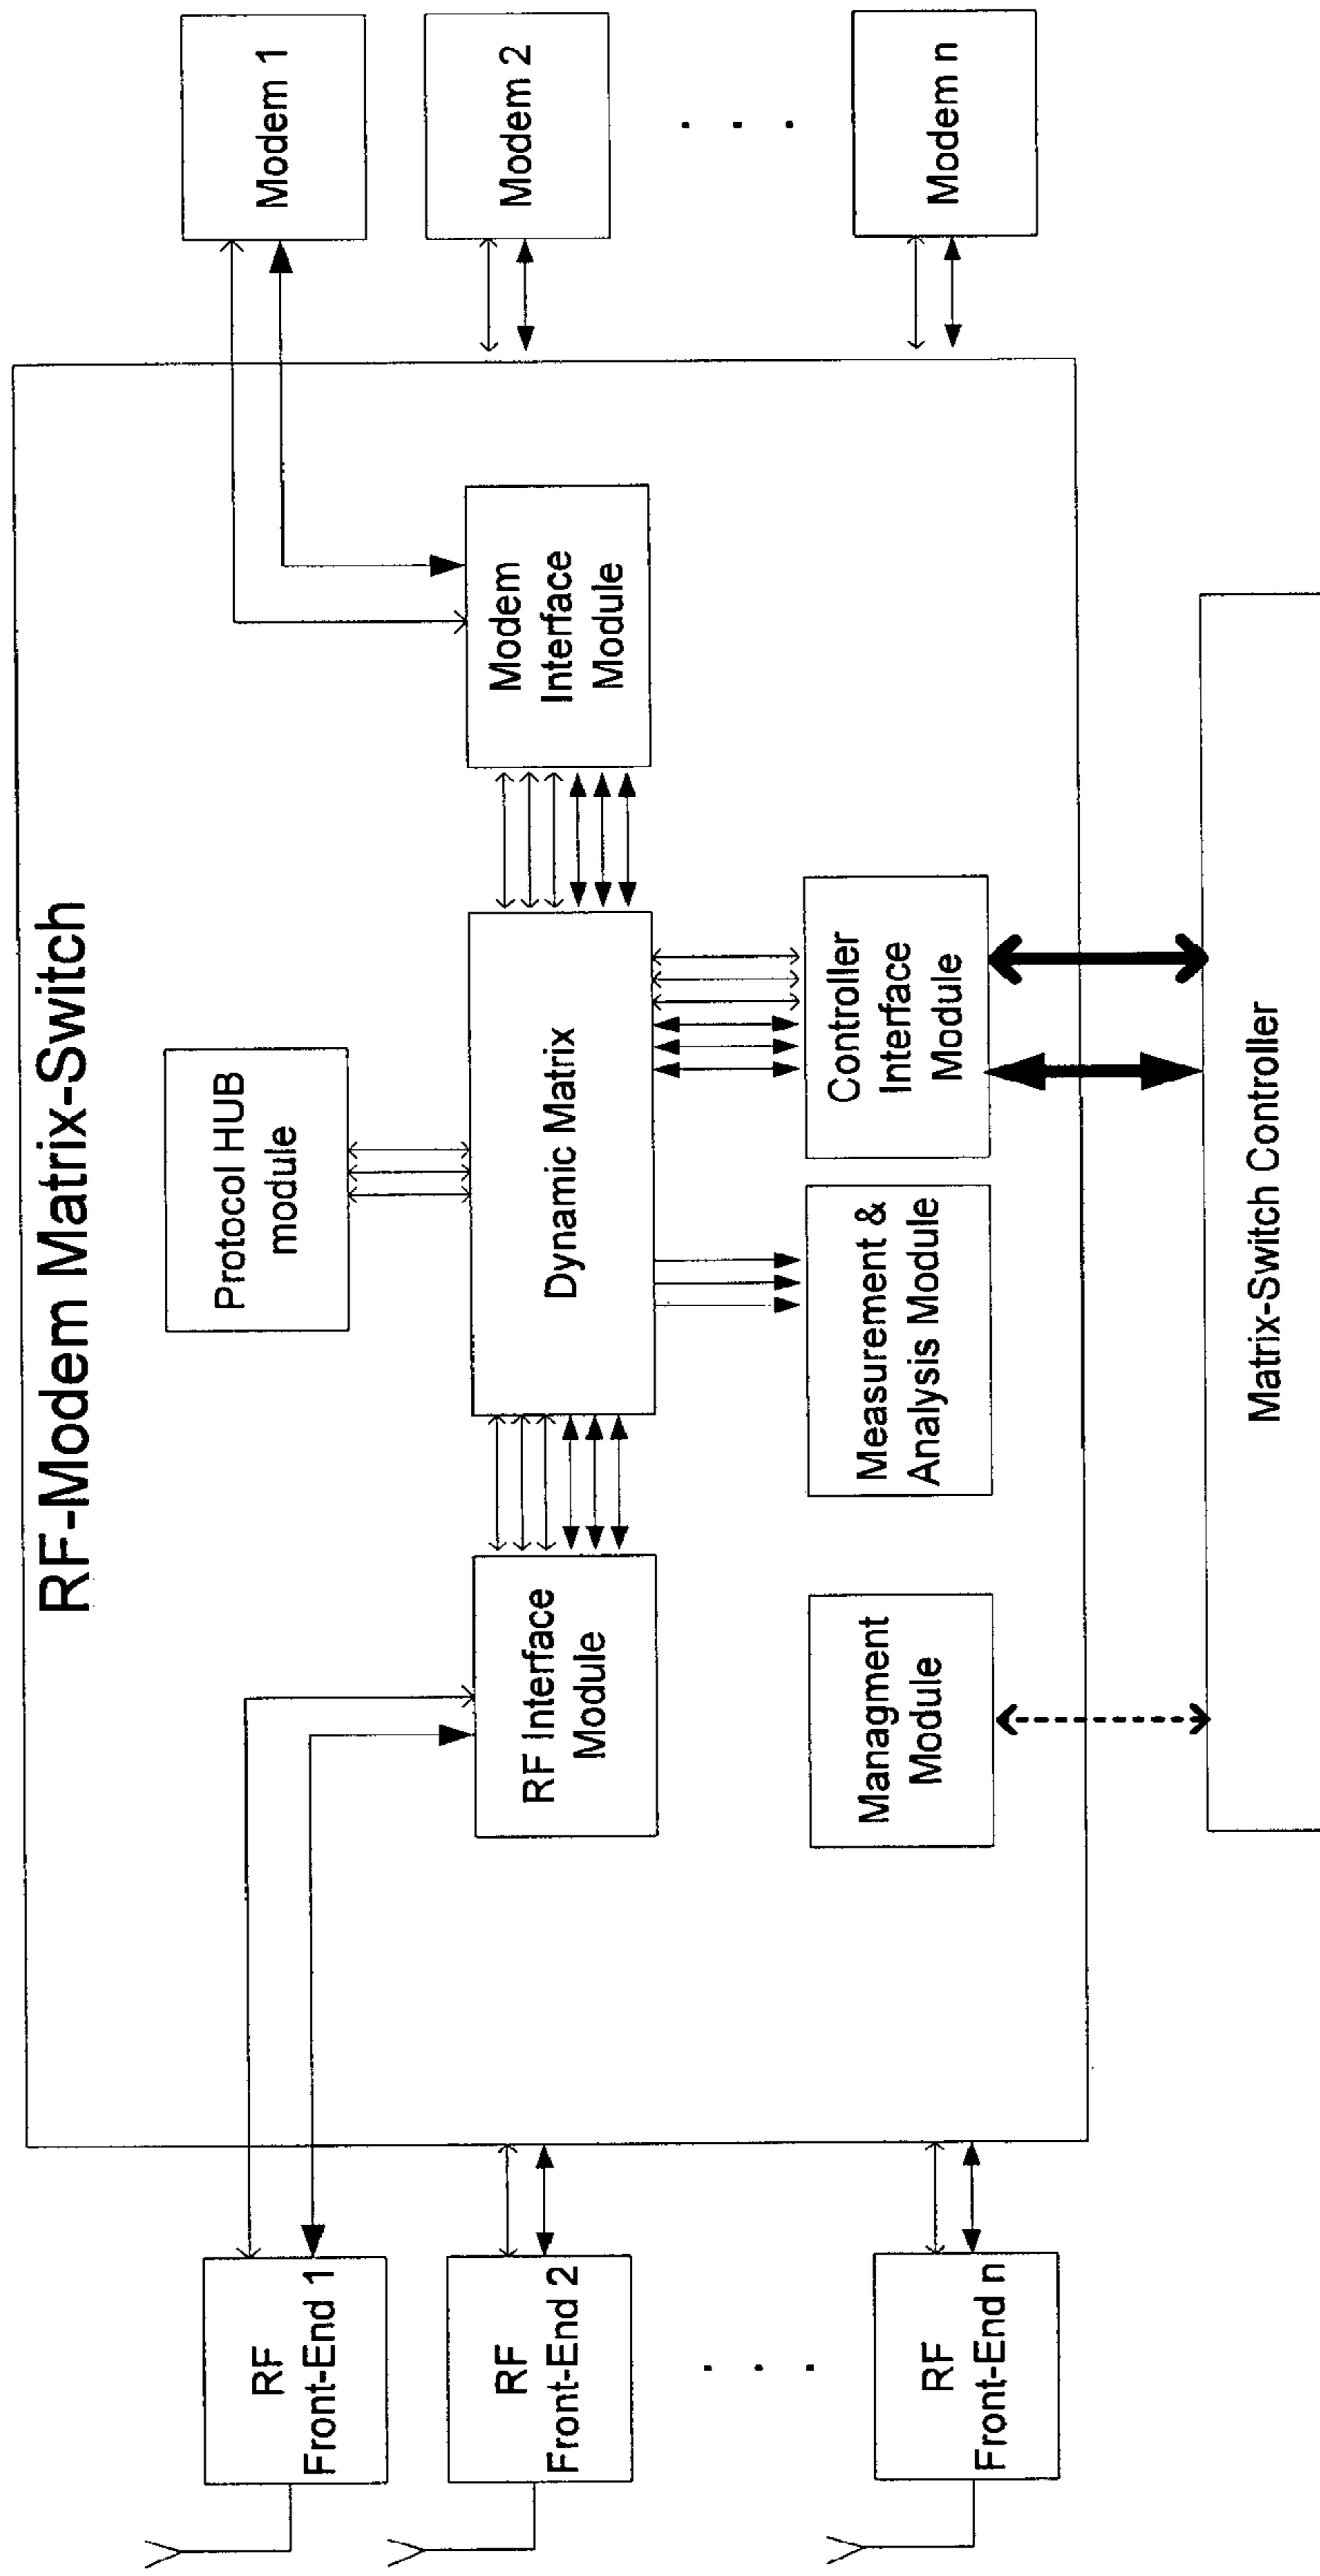 RF-Modem Matrix-Switch
RF
Front-End 1
RF
Front-End 2
. . .
RF
Front-End n
Protocol HUB
module
RF Interface
Module
Dynamic Matrix
Modem
Interface
Module
Managment
Module
Measurement &
Analysis Module
Controller
Interface
Module
Modem 1
Modem 2
. . .
Modem n
Matrix-Switch Controller